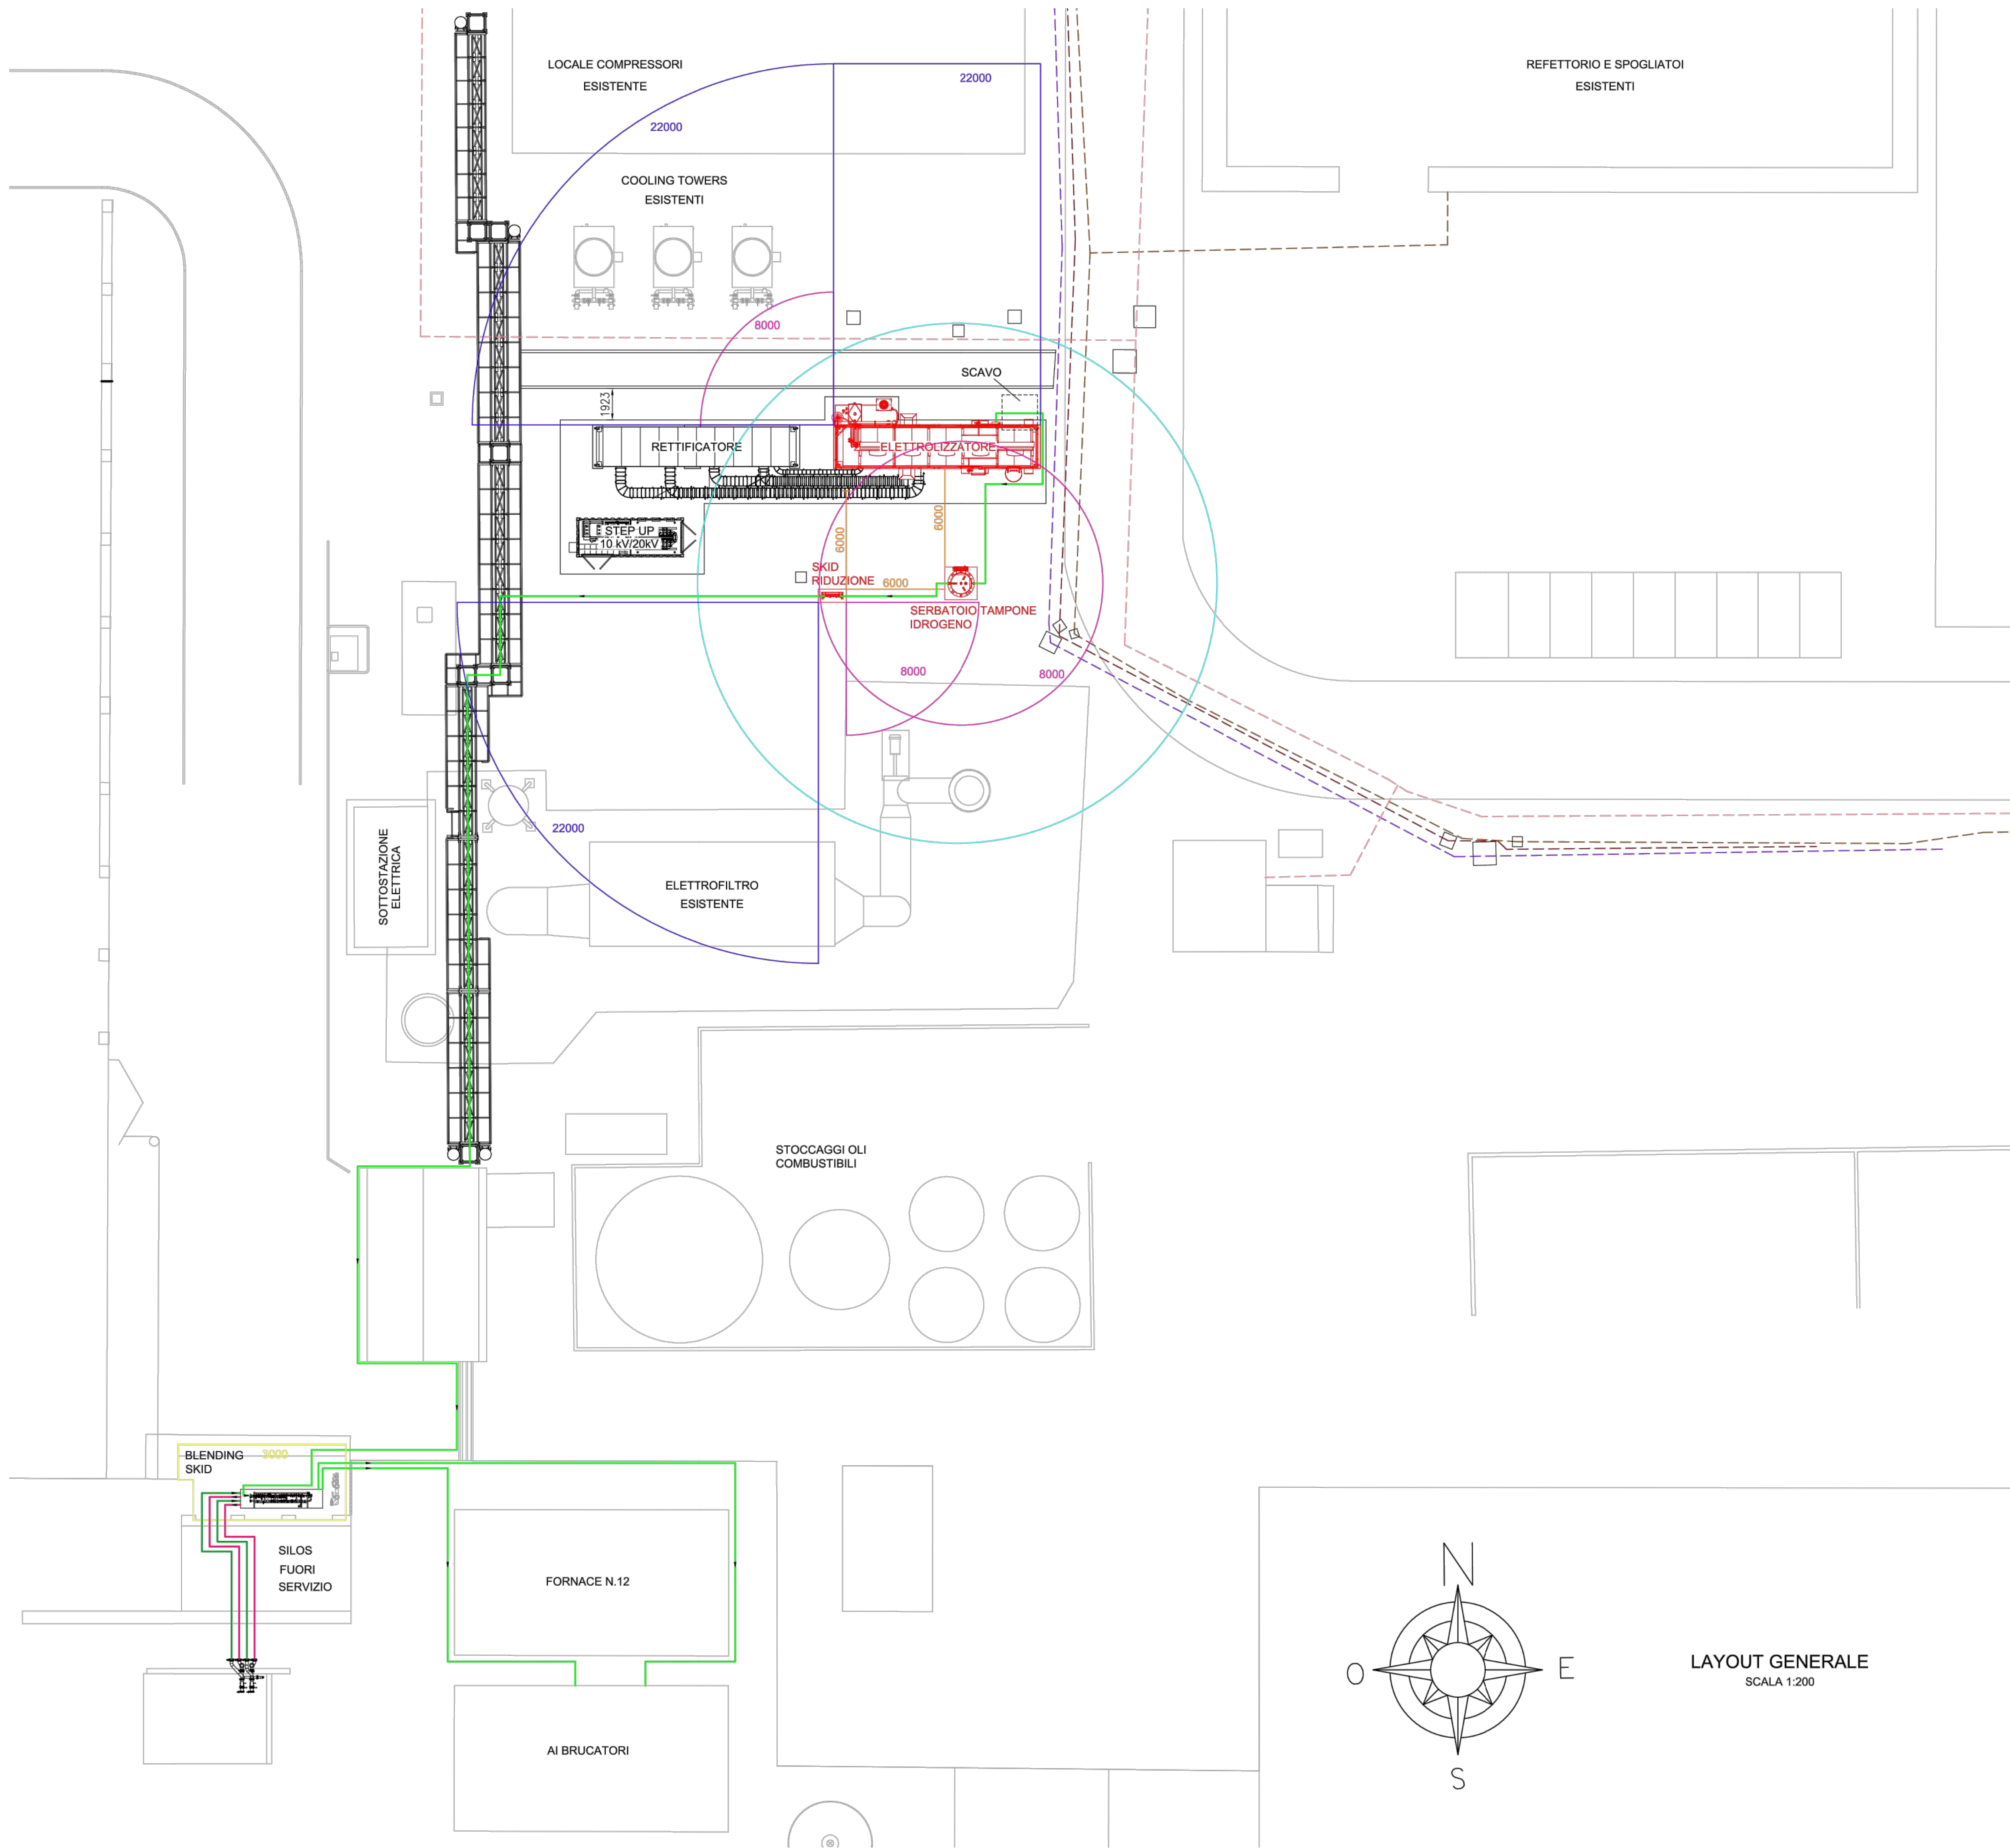 LOCALE COMPRESSORI
ESISTENTE
22000
REFETTORIO E SPOGLIATOI
ESISTENTI
22000
COOLING TOWERS
ESISTENTI
8000
SCAVO
1923
RETTIFICATORE
ELETTROLIZZATORE
STEP UP
10 kV/20kV
6000
6000
SKID
RIDUZIONE
6000
SERBATOIO TAMPONE
IDROGENO
8000
8000
22000
SOTTOSTAZIONE
ELETTRICA
ELETTROFILTRO
ESISTENTE
STOCCAGGI OLI
COMBUSTIBILI
BLENDING
SKID
3000
SILOS
FUORI
SERVIZIO
FORNACE N.12
AI BRUCATORI
N
O
E
S
LAYOUT GENERALE
SCALA 1:200